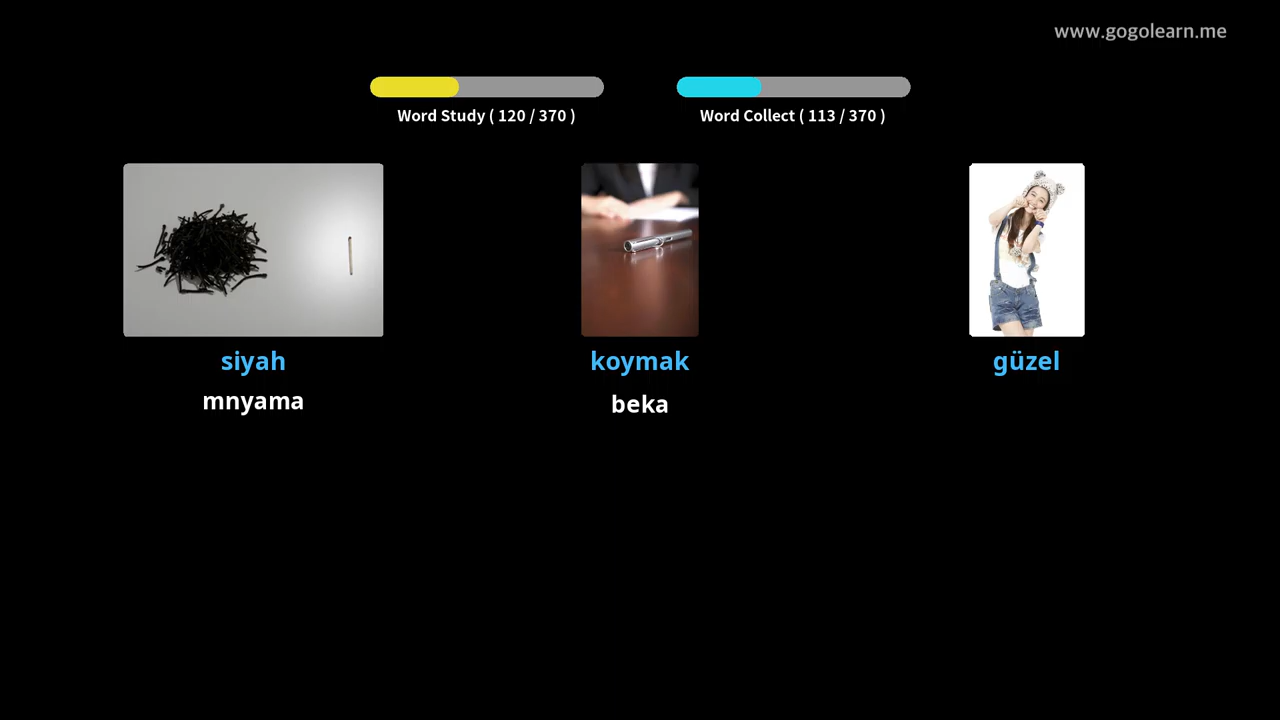 www.gogolearn.me
Word Study ( 120 / 370 )
Word Collect ( 113 / 370 )
siyah
koymak
güzel
mnyama
beka